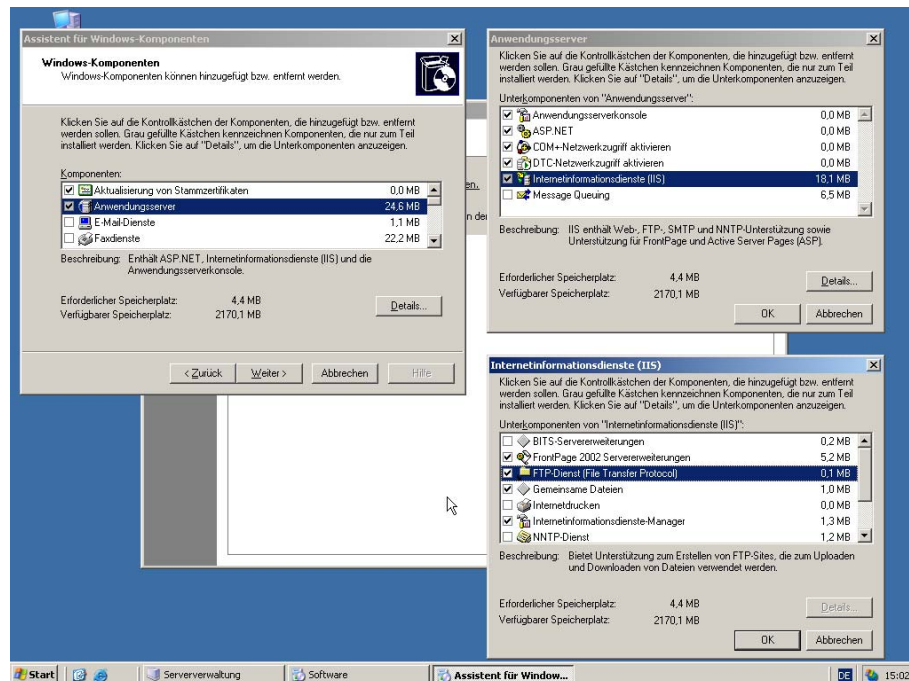 Assistent für Windows-Komponenten
Windows-Komponenten
Windows-Komponenten können hinzugefügt bzw. entfernt werden.
Klicken Sie auf die Kontrollkästchen der Komponenten, die hinzugefügt bzw. entfernt
werden sollen. Grau gefüllte Kästchen kennzeichnen Komponenten, die nur zum Teil
installiert werden. Klicken Sie auf "Details", um die Unterkomponenten anzuzeigen.
Komponenten:
Aktualisierung von Stammzertifikaten 0,0 MB
Anwendungsserver 24,6 MB
E-Mail-Dienste 1,1 MB
Faxdienste 22,2 MB
Beschreibung: Enthält ASP.NET, Internetinformationsdienste (IIS) und die
Anwendungsserverkonsole.
Erforderlicher Speicherplatz: 4,4 MB
Verfügbarer Speicherplatz: 2170,1 MB
Details...
< Zurück Weiter > Abbrechen Hilfe
en.
n der
Anwendungsserver
Klicken Sie auf die Kontrollkästchen der Komponenten, die hinzugefügt bzw. entfernt
werden sollen. Grau gefüllte Kästchen kennzeichnen Komponenten, die nur zum Teil
installiert werden. Klicken Sie auf "Details", um die Unterkomponenten anzuzeigen.
Unterkomponenten von "Anwendungsserver":
Anwendungsserverkonsole 0,0 MB
ASP.NET 0,0 MB
COM+-Netzwerkzugriff aktivieren 0,0 MB
DTC-Netzwerkzugriff aktivieren 0,0 MB
Internetinformationsdienste (IIS) 18,1 MB
Message Queuing 6,5 MB
Beschreibung: IIS enthält Web-, FTP-, SMTP und NNTP-Unterstützung sowie
Unterstützung für FrontPage und Active Server Pages (ASP).
Erforderlicher Speicherplatz: 4,4 MB
Verfügbarer Speicherplatz: 2170,1 MB
Details...
OK Abbrechen
Internetinformationsdienste (IIS)
Klicken Sie auf die Kontrollkästchen der Komponenten, die hinzugefügt bzw. entfernt
werden sollen. Grau gefüllte Kästchen kennzeichnen Komponenten, die nur zum Teil
installiert werden. Klicken Sie auf "Details", um die Unterkomponenten anzuzeigen.
Unterkomponenten von "Internetinformationsdienste (IIS)":
BITS-Servererweiterungen 0,2 MB
FrontPage 2002 Servererweiterungen 5,2 MB
FTP-Dienst (File Transfer Protocol) 0,1 MB
Gemeinsame Dateien 1,0 MB
Internetdrucken 0,0 MB
Internetinformationsdienste-Manager 1,3 MB
NNTP-Dienst 1,2 MB
Beschreibung: Bietet Unterstützung zum Erstellen von FTP-Sites, die zum Uploaden
und Downloaden von Dateien verwendet werden.
Erforderlicher Speicherplatz: 4,4 MB
Verfügbarer Speicherplatz: 2170,1 MB
Details...
OK Abbrechen
Start Serververwaltung Software Assistent für Window... DE 15:02